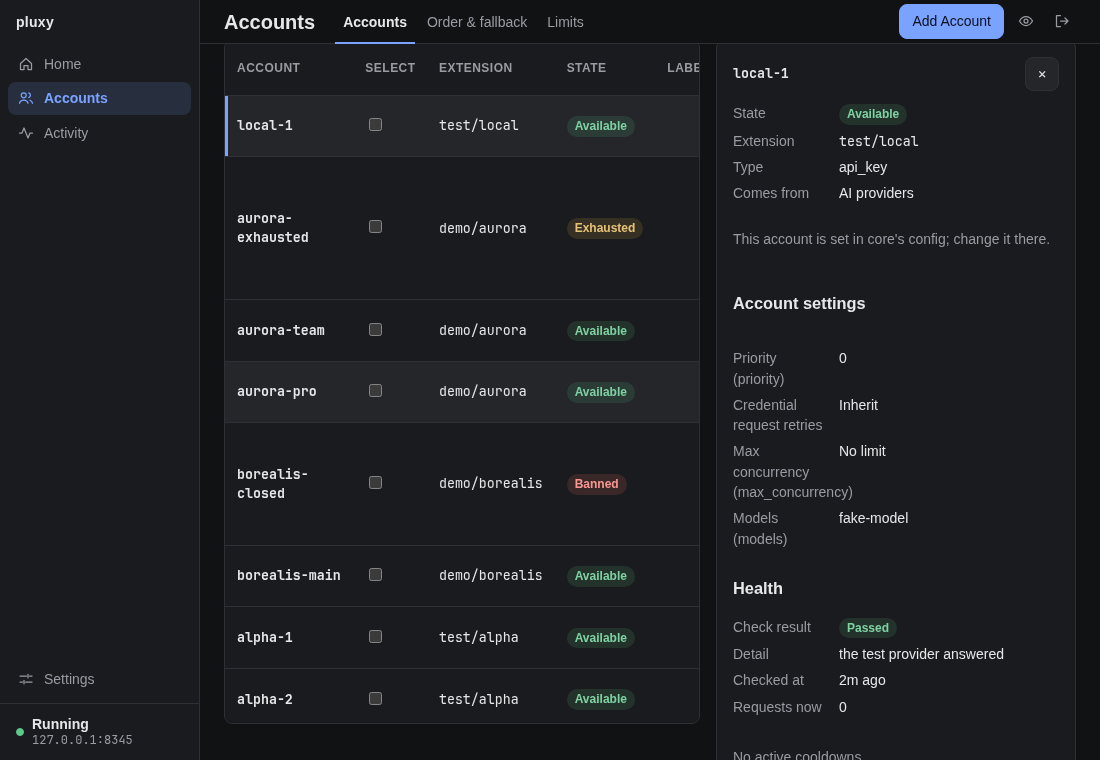 pluxy
Home
Accounts
Activity
Settings
Running
127.0.0.1:8345
Accounts
Accounts Order & fallback Limits
Add Account
ACCOUNT SELECT EXTENSION STATE LABE
local-1 test/local Available
aurora-
exhausted demo/aurora Exhausted
aurora-team demo/aurora Available
aurora-pro demo/aurora Available
borealis-
closed demo/borealis Banned
borealis-main demo/borealis Available
alpha-1 test/alpha Available
alpha-2 test/alpha Available
local-1 ×
State Available
Extension test/local
Type api_key
Comes from AI providers
This account is set in core's config; change it there.
Account settings
Priority 0
(priority)
Credential Inherit
request retries
Max No limit
concurrency
(max_concurrency)
Models fake-model
(models)
Health
Check result Passed
Detail the test provider answered
Checked at 2m ago
Requests now 0
No active cooldowns